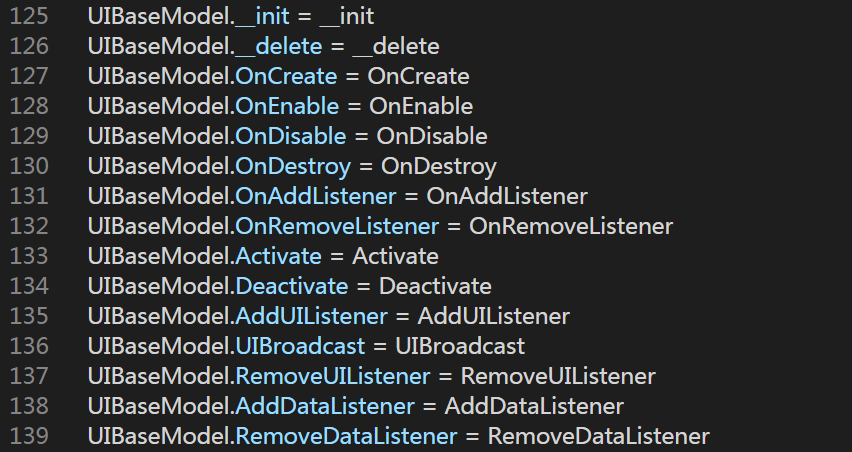 125 UIBaseModel.__init = __init
126 UIBaseModel.__delete = __delete
127 UIBaseModel.OnCreate = OnCreate
128 UIBaseModel.OnEnable = OnEnable
129 UIBaseModel.OnDisable = OnDisable
130 UIBaseModel.OnDestroy = OnDestroy
131 UIBaseModel.OnAddListener = OnAddListener
132 UIBaseModel.OnRemoveListener = OnRemoveListener
133 UIBaseModel.Activate = Activate
134 UIBaseModel.Deactivate = Deactivate
135 UIBaseModel.AddUIListener = AddUIListener
136 UIBaseModel.UIBroadcast = UIBroadcast
137 UIBaseModel.RemoveUIListener = RemoveUIListener
138 UIBaseModel.AddDataListener = AddDataListener
139 UIBaseModel.RemoveDataListener = RemoveDataListener